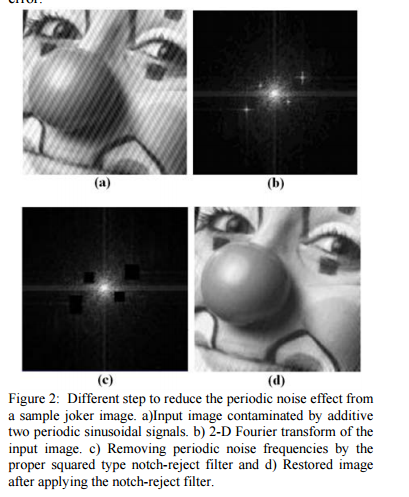 error.
(a)
(b)
(c)
(d)
Figure 2: Different step to reduce the periodic noise effect from
a sample joker image. a)Input image contaminated by additive
two periodic sinusoidal signals. b) 2-D Fourier transform of the
input image. c) Removing periodic noise frequencies by the
proper squared type notch-reject filter and d) Restored image
after applying the notch-reject filter.